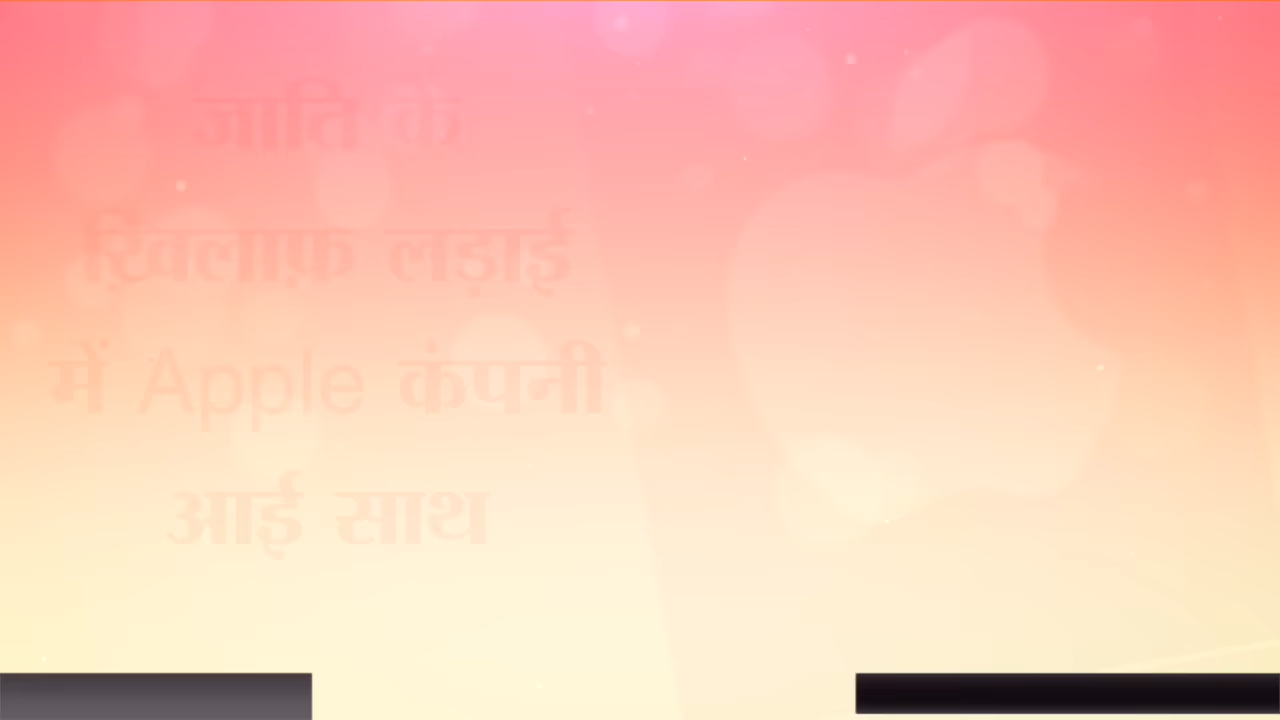 जाति के
ख़िलाफ़ लड़ाई
में Apple कंपनी
आई साथ